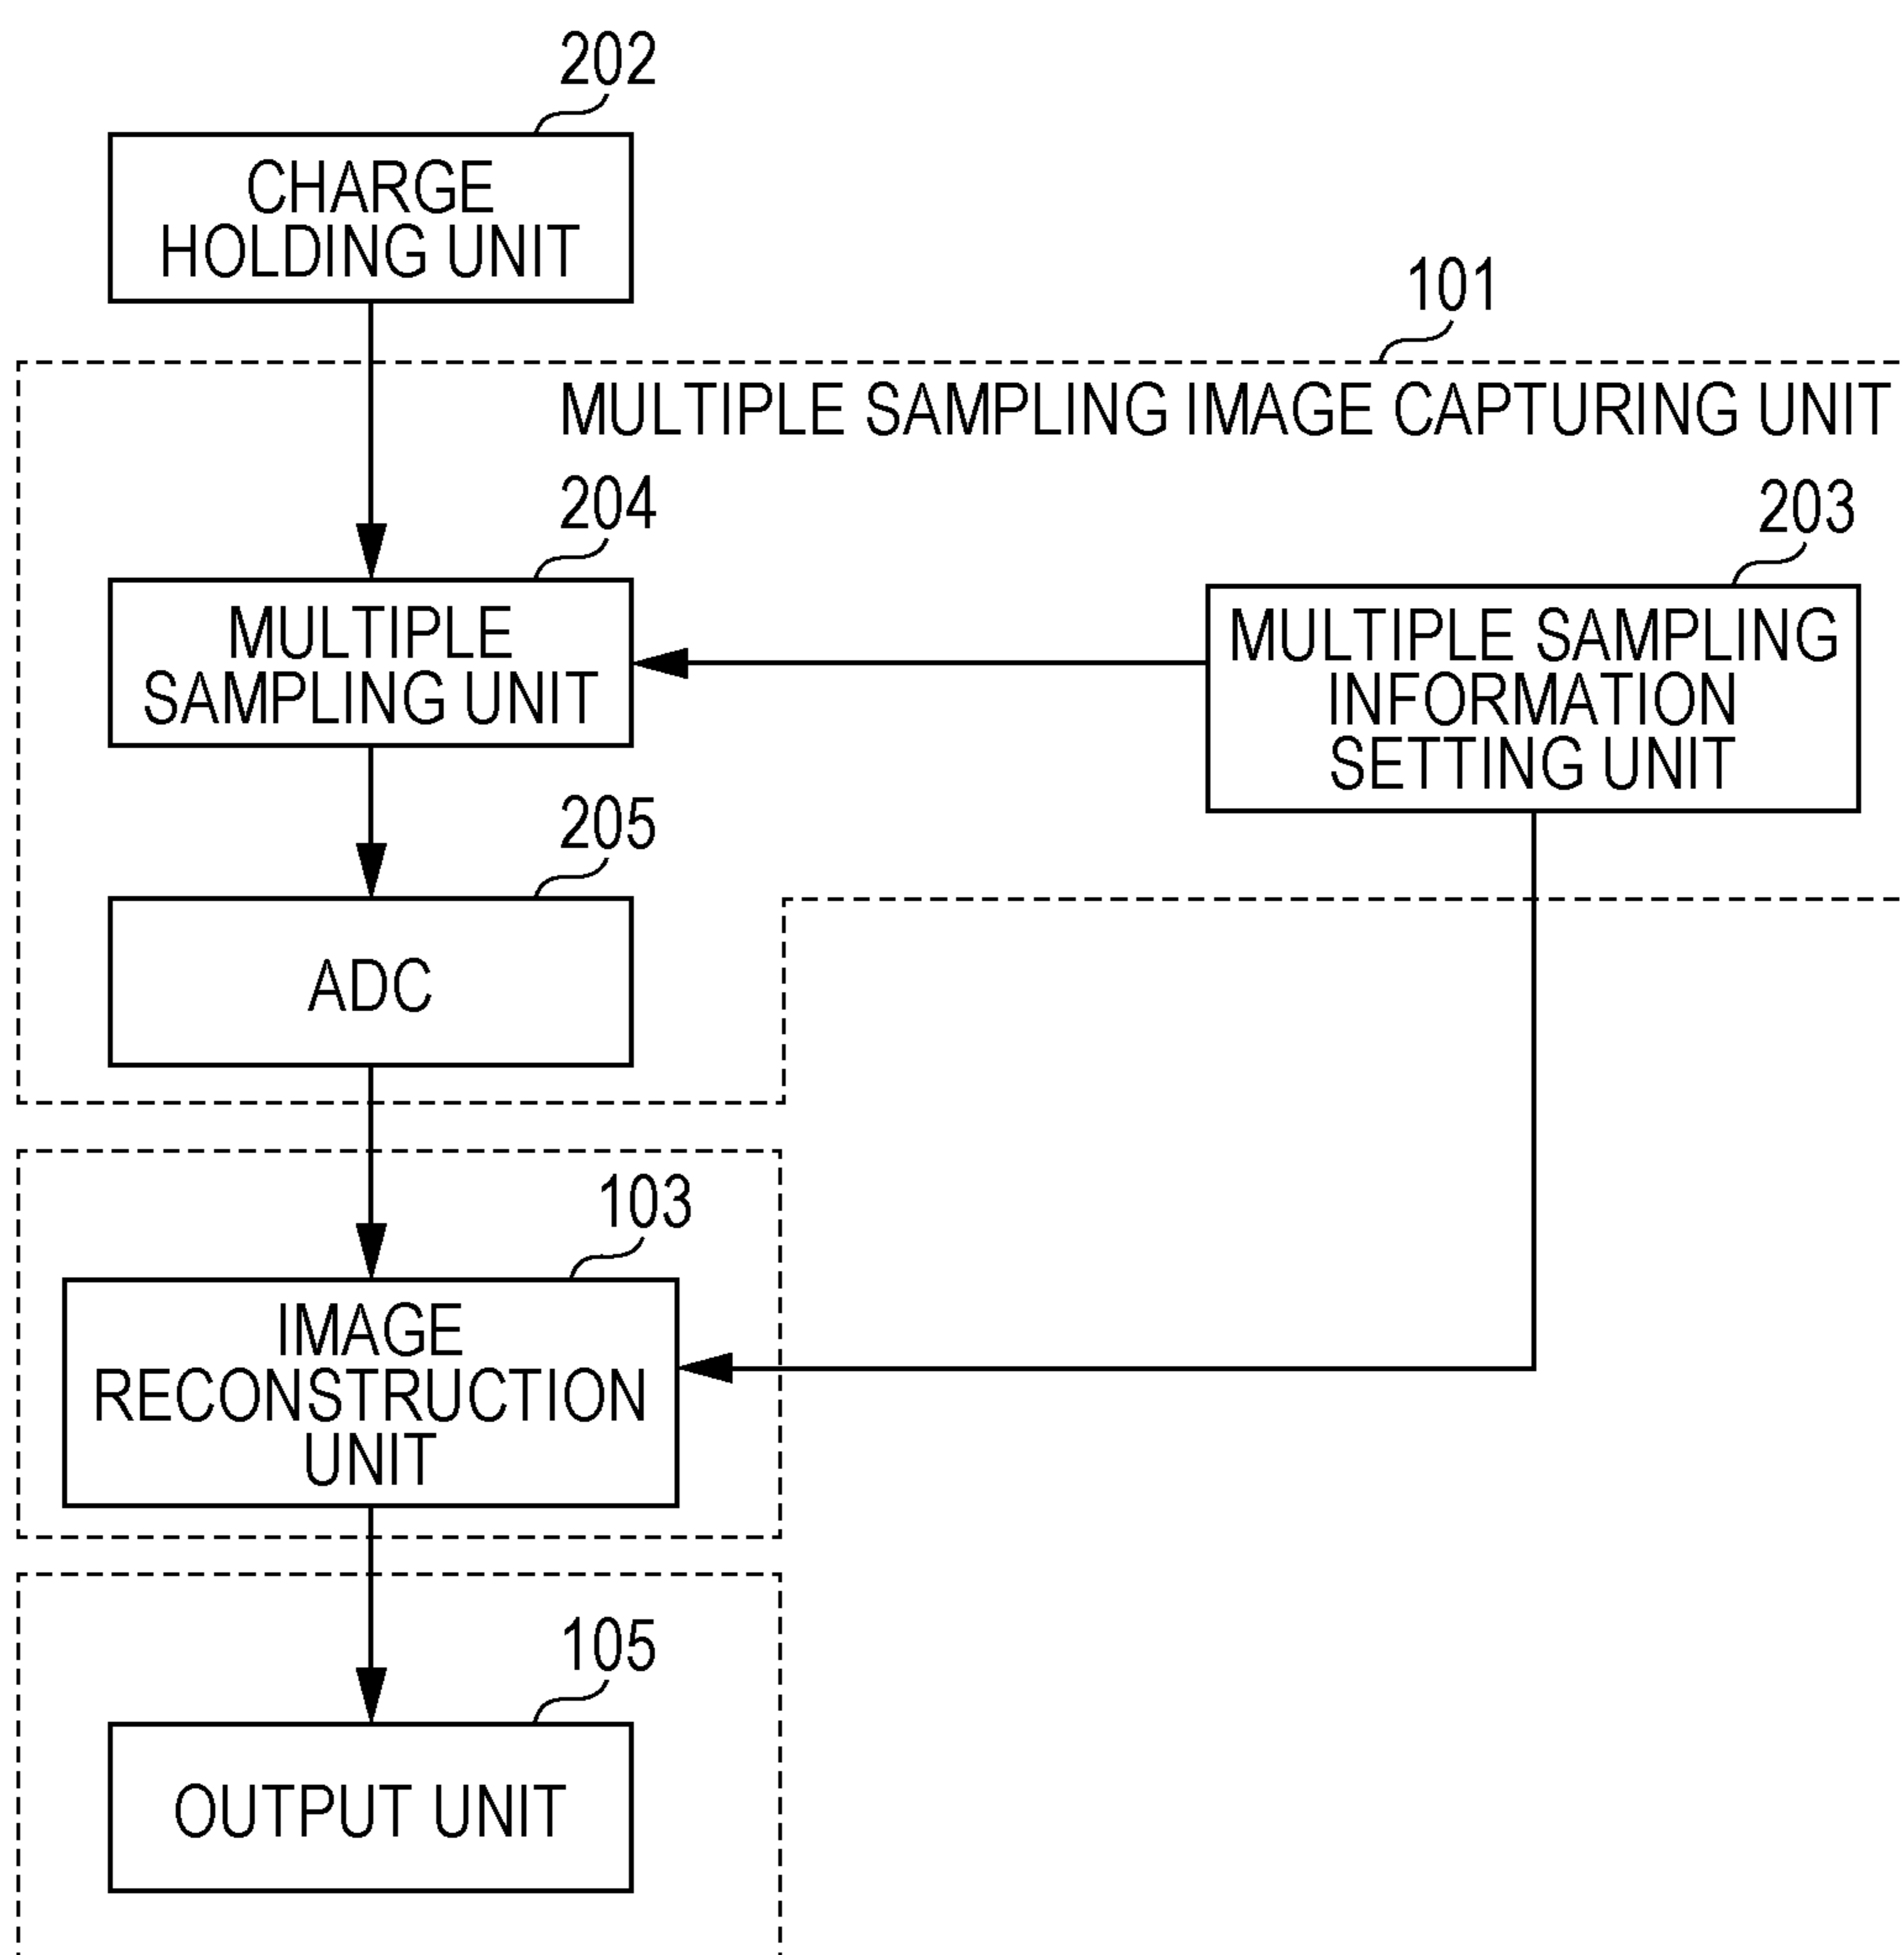 202
CHARGE
HOLDING UNIT
101
MULTIPLE SAMPLING IMAGE CAPTURING UNIT
204
MULTIPLE
SAMPLING UNIT
203
MULTIPLE SAMPLING
INFORMATION
SETTING UNIT
205
ADC
103
IMAGE
RECONSTRUCTION
UNIT
105
OUTPUT UNIT